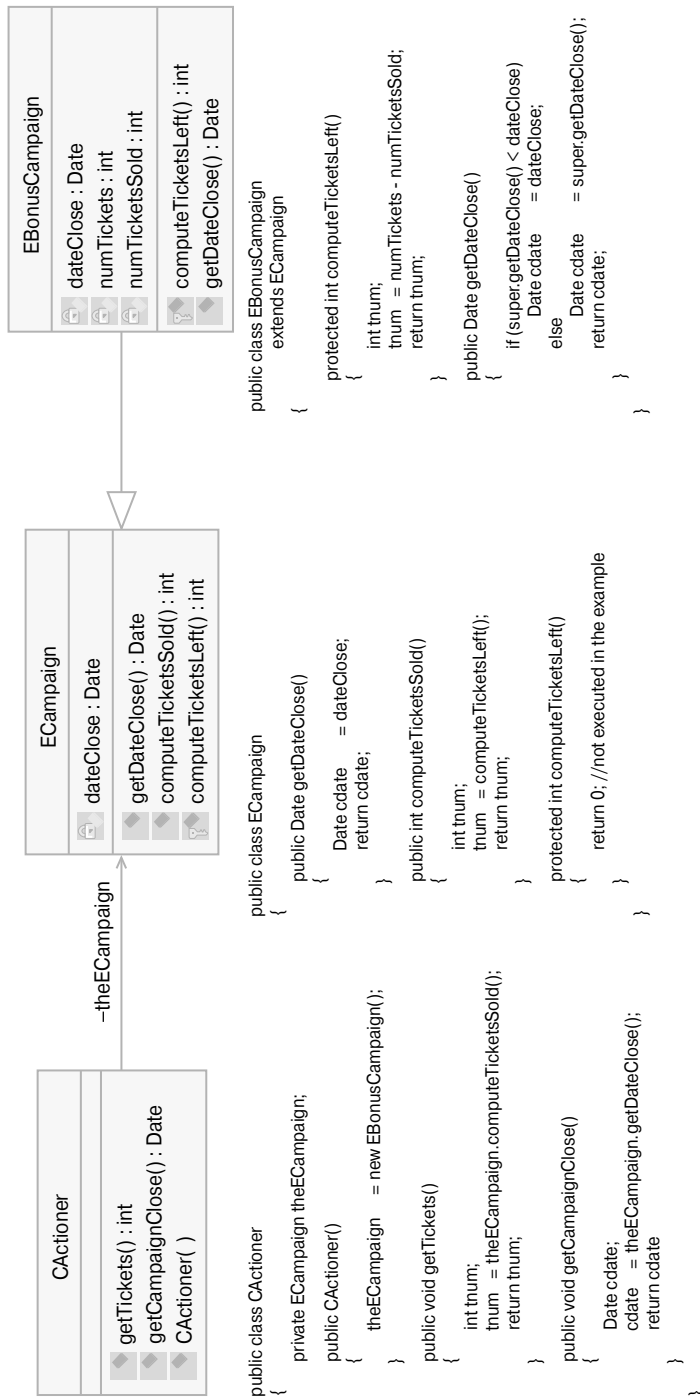 CActioner
getTickets() : int
getCampaignClose() : Date
CActioner( )
–theECampaign
ECampaign
dateClose : Date
getDateClose() : Date
computeTicketsSold() : int
computeTicketsLeft() : int
EBonusCampaign
dateClose : Date
numTickets : int
numTicketsSold : int
computeTicketsLeft() : int
getDateClose() : Date
public class CActioner
{
private ECampaign theECampaign;
public CActioner()
{
theECampaign = new EBonusCampaign();
}
public void getTickets()
{
int tnum;
tnum = theECampaign.computeTicketsSold();
return tnum;
}
public void getCampaignClose()
{
Date cdate;
cdate = theECampaign.getDateClose();
return cdate
}
}
public class ECampaign
{
public Date getDateClose()
{
Date cdate = dateClose;
return cdate;
}
public int computeTicketsSold()
{
int tnum;
tnum = computeTicketsLeft();
return tnum;
}
protected int computeTicketsLeft()
{
return 0; //not executed in the example
}
}
public class EBonusCampaign
extends ECampaign
{
protected int computeTicketsLeft()
{
int tnum;
tnum = numTickets - numTicketsSold;
return tnum;
}
public Date getDateClose()
{
if (super.getDateClose() < dateClose)
Date cdate = dateClose;
else
Date cdate = super.getDateClose();
return cdate;
}
}